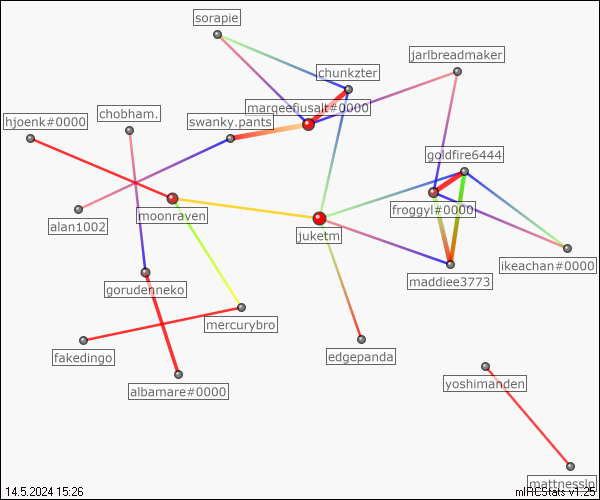 sorapie
chunkzter
jarlbreadmaker
hjoenk#0000
chobham.
swanky.pants
margeefiusalt#0000
goldfire6444
alan1002
moonraven
juketm
froggyl#0000
ikeachan#0000
gorudenneko
maddiee3773
mercurybro
fakedingo
albamare#0000
edgepanda
yoshimanden
14.5.2024 15:26
mIRCStats v1.25